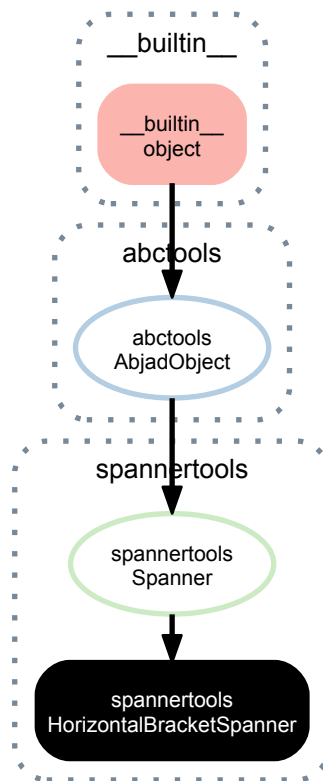 __builtin__
__builtin__
object
abctools
abctools
AbjadObject
spannertools
spannertools
Spanner
spannertools
HorizontalBracketSpanner